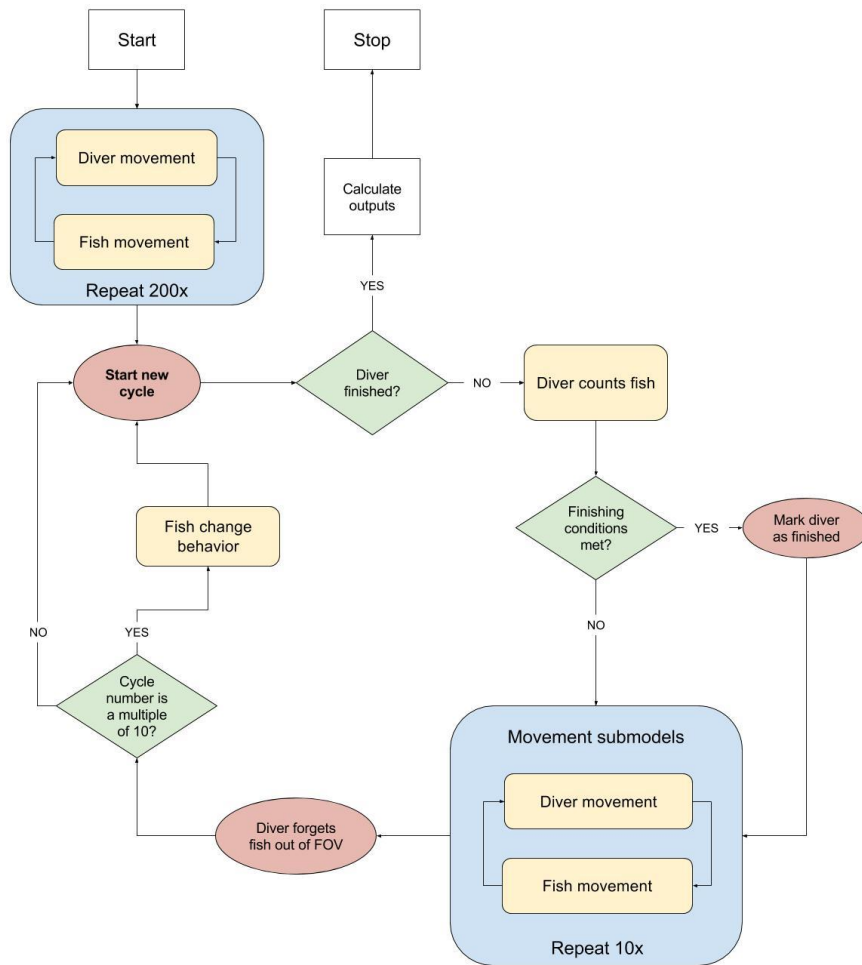 Start
Stop
Diver movement
Fish movement
Repeat 200x
Calculate
outputs
YES
Start new
cycle
Diver
finished?
NO
Diver counts fish
Finishing
conditions
met?
YES
Mark diver
as finished
NO
Fish change
behavior
NO
YES
Cycle
number is
a multiple
of 10?
Movement submodels
Diver movement
Fish movement
Repeat 10x
Diver forgets
fish out of FOV